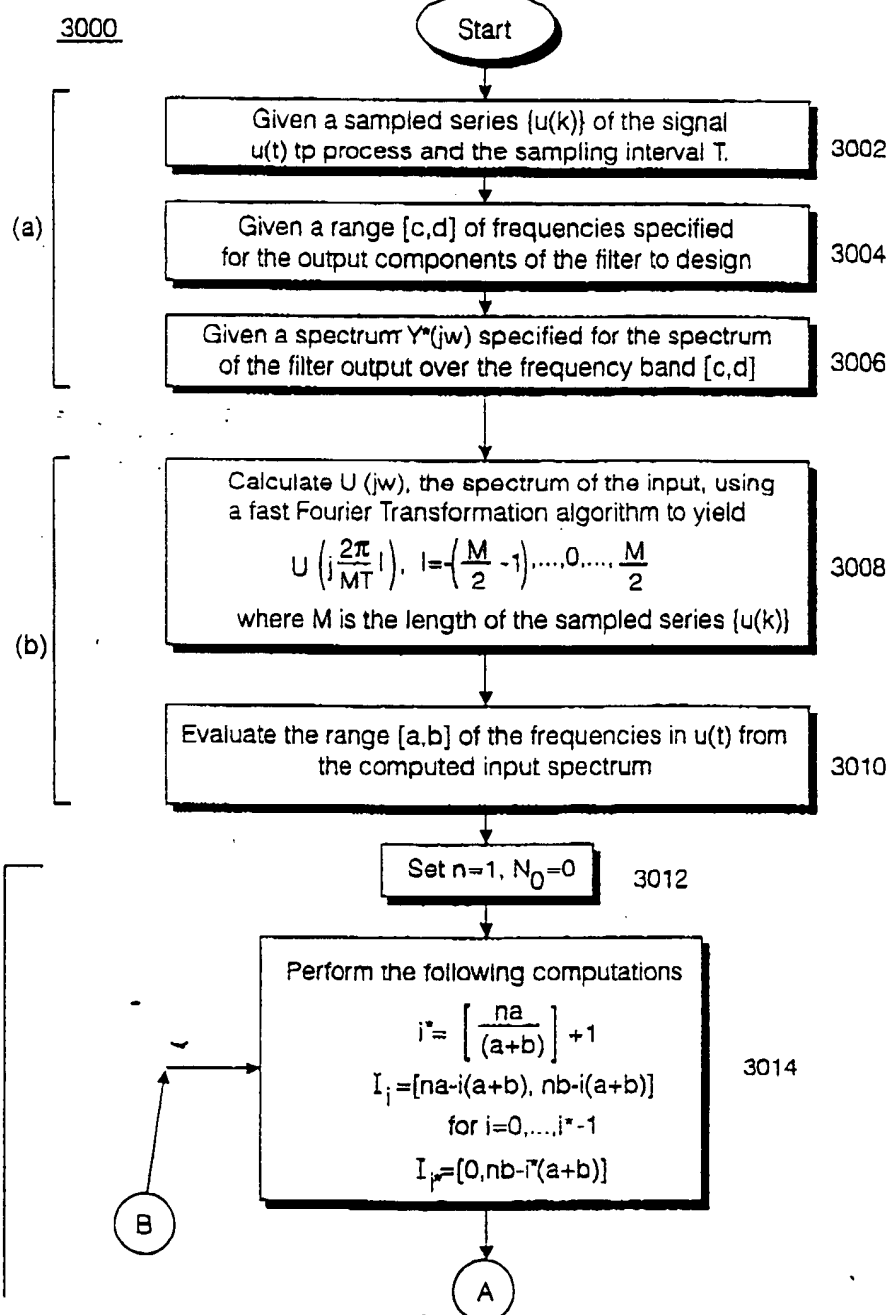 3000
Start
(a)
Given a sampled series {u(k)} of the signal
u(t) tp process and the sampling interval T.
3002
Given a range [c,d] of frequencies specified
for the output components of the filter to design
3004
Given a spectrum Y*(jw) specified for the spectrum
of the filter output over the frequency band [c,d]
3006
(b)
Calculate U (jw), the spectrum of the input, using
a fast Fourier Transformation algorithm to yield
U (j 2π/MT l), l=-(M/2 -1),...,0,..., M/2
where M is the length of the sampled series {u(k)}
3008
Evaluate the range [a,b] of the frequencies in u(t) from
the computed input spectrum
3010
Set n=1, N₀=0
3012
Perform the following computations
i*= [na/(a+b)] +1
Iᵢ=[na-i(a+b), nb-i(a+b)]
for i=0,...,i*-1
Iᵢ*=[0,nb-i*(a+b)]
3014
B
A